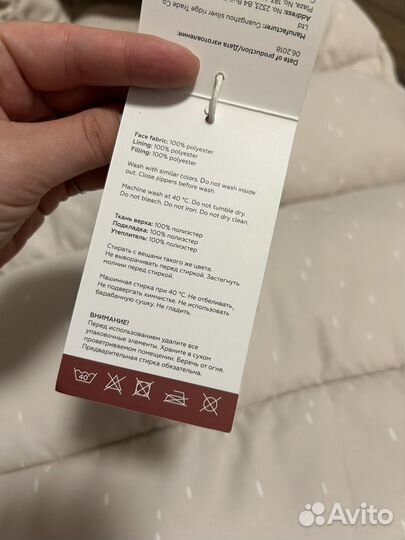 Plaza, No. 2323, B4 B
Address:
Ltd
Manufacturer: Guangzhou silver ridge Trade Co
06.2018
Date of production/Дата изготовления:
Face fabric: 100% polyester
Lining: 100% polyester
Filling: 100% polyester
Wash with similar colors. Do not wash inside
out. Close zippers before wash.
Machine wash at 40 °C. Do not tumble dry.
Do not bleach. Do not iron. Do not dry clean.
Ткань верха: 100% полиэстер
Подкладка: 100% полиэстер
Утеплитель: 100% полиэстер
Стирать с вещами такого же цвета.
Не выворачивать перед стиркой. Застегнуть
молнии перед стиркой.
Машинная стирка при 40 °C. Не отбеливать,
Не подвергать химчистке. Не использовать
барабанную сушку. Не гладить.
ВНИМАНИЕ!
Перед использованием удалите все
упаковочные элементы. Храните в сухом
проветриваемом помещении. Беречь от огня.
Предварительная стирка обязательна.
40
Avito